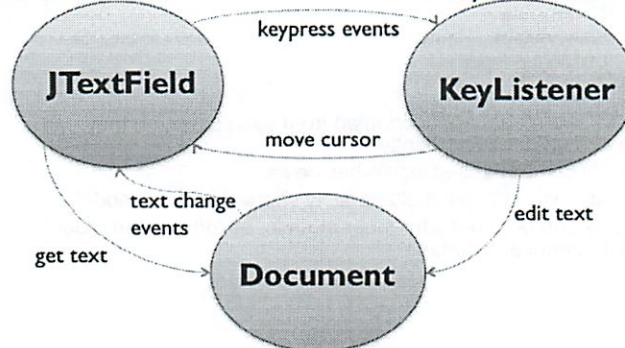 keypress events
JTextField
KeyListener
move cursor
text change
events
edit text
get text
Document